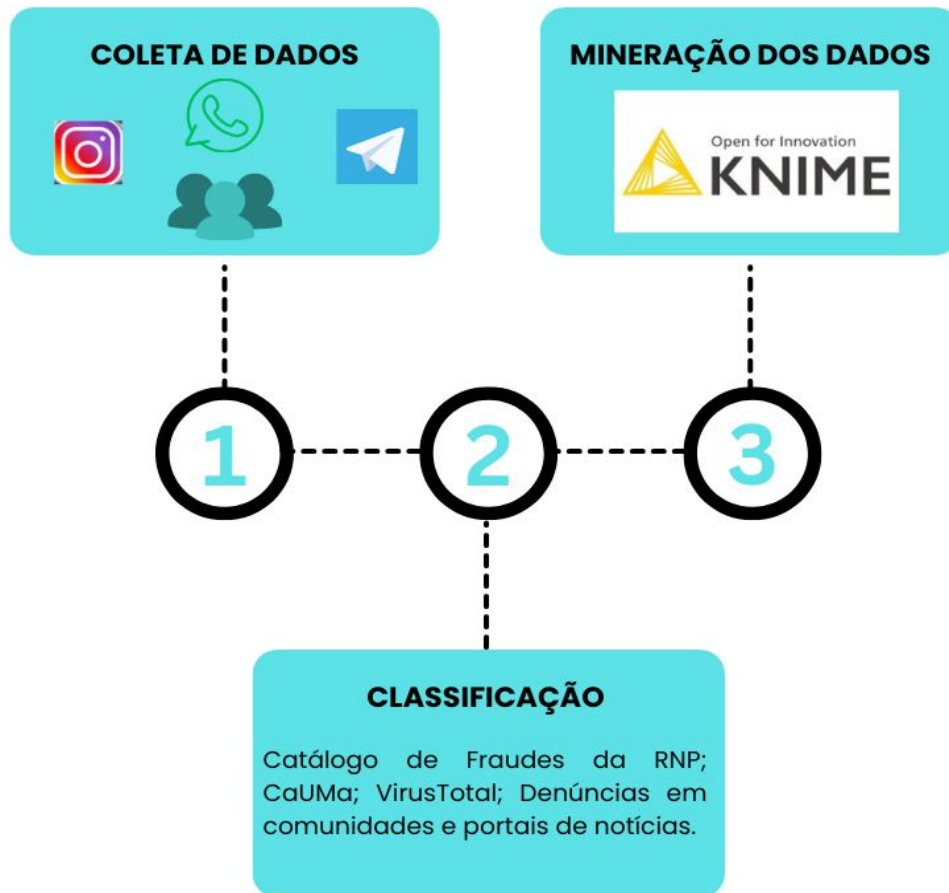 COLETA DE DADOS
MINERAÇÃO DOS DADOS
Open for Innovation
KNIME
1
2
3
CLASSIFICAÇÃO
Catálogo de Fraudes da RNP;
CaUMa; VirusTotal; Denúncias em
comunidades e portais de notícias.